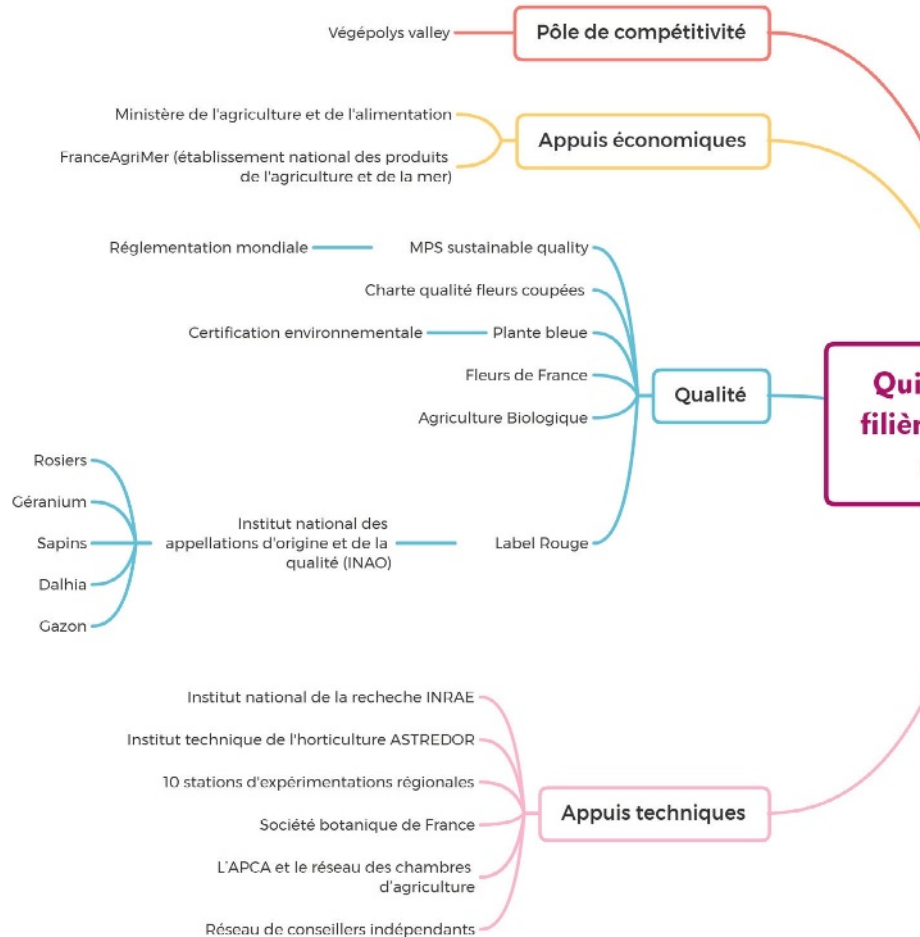 Végépolys valley
Pôle de compétitivité
Ministère de l'agriculture et de l'alimentation
FranceAgriMer (établissement national des produits
de l'agriculture et de la mer)
Appuis économiques
Réglementation mondiale
MPS sustainable quality
Charte qualité fleurs coupées
Certification environnementale
Plante bleue
Fleurs de France
Agriculture Biologique
Qualité
Qui
filièr
Rosiers
Géranium
Sapins
Dalhia
Gazon
Institut national des
appellations d'origine et de la
qualité (INAO)
Label Rouge
Institut national de la recheche INRAE
Institut technique de l'horticulture ASTREDOR
10 stations d'expérimentations régionales
Société botanique de France
L'APCA et le réseau des chambres
d'agriculture
Réseau de conseillers indépendants
Appuis techniques